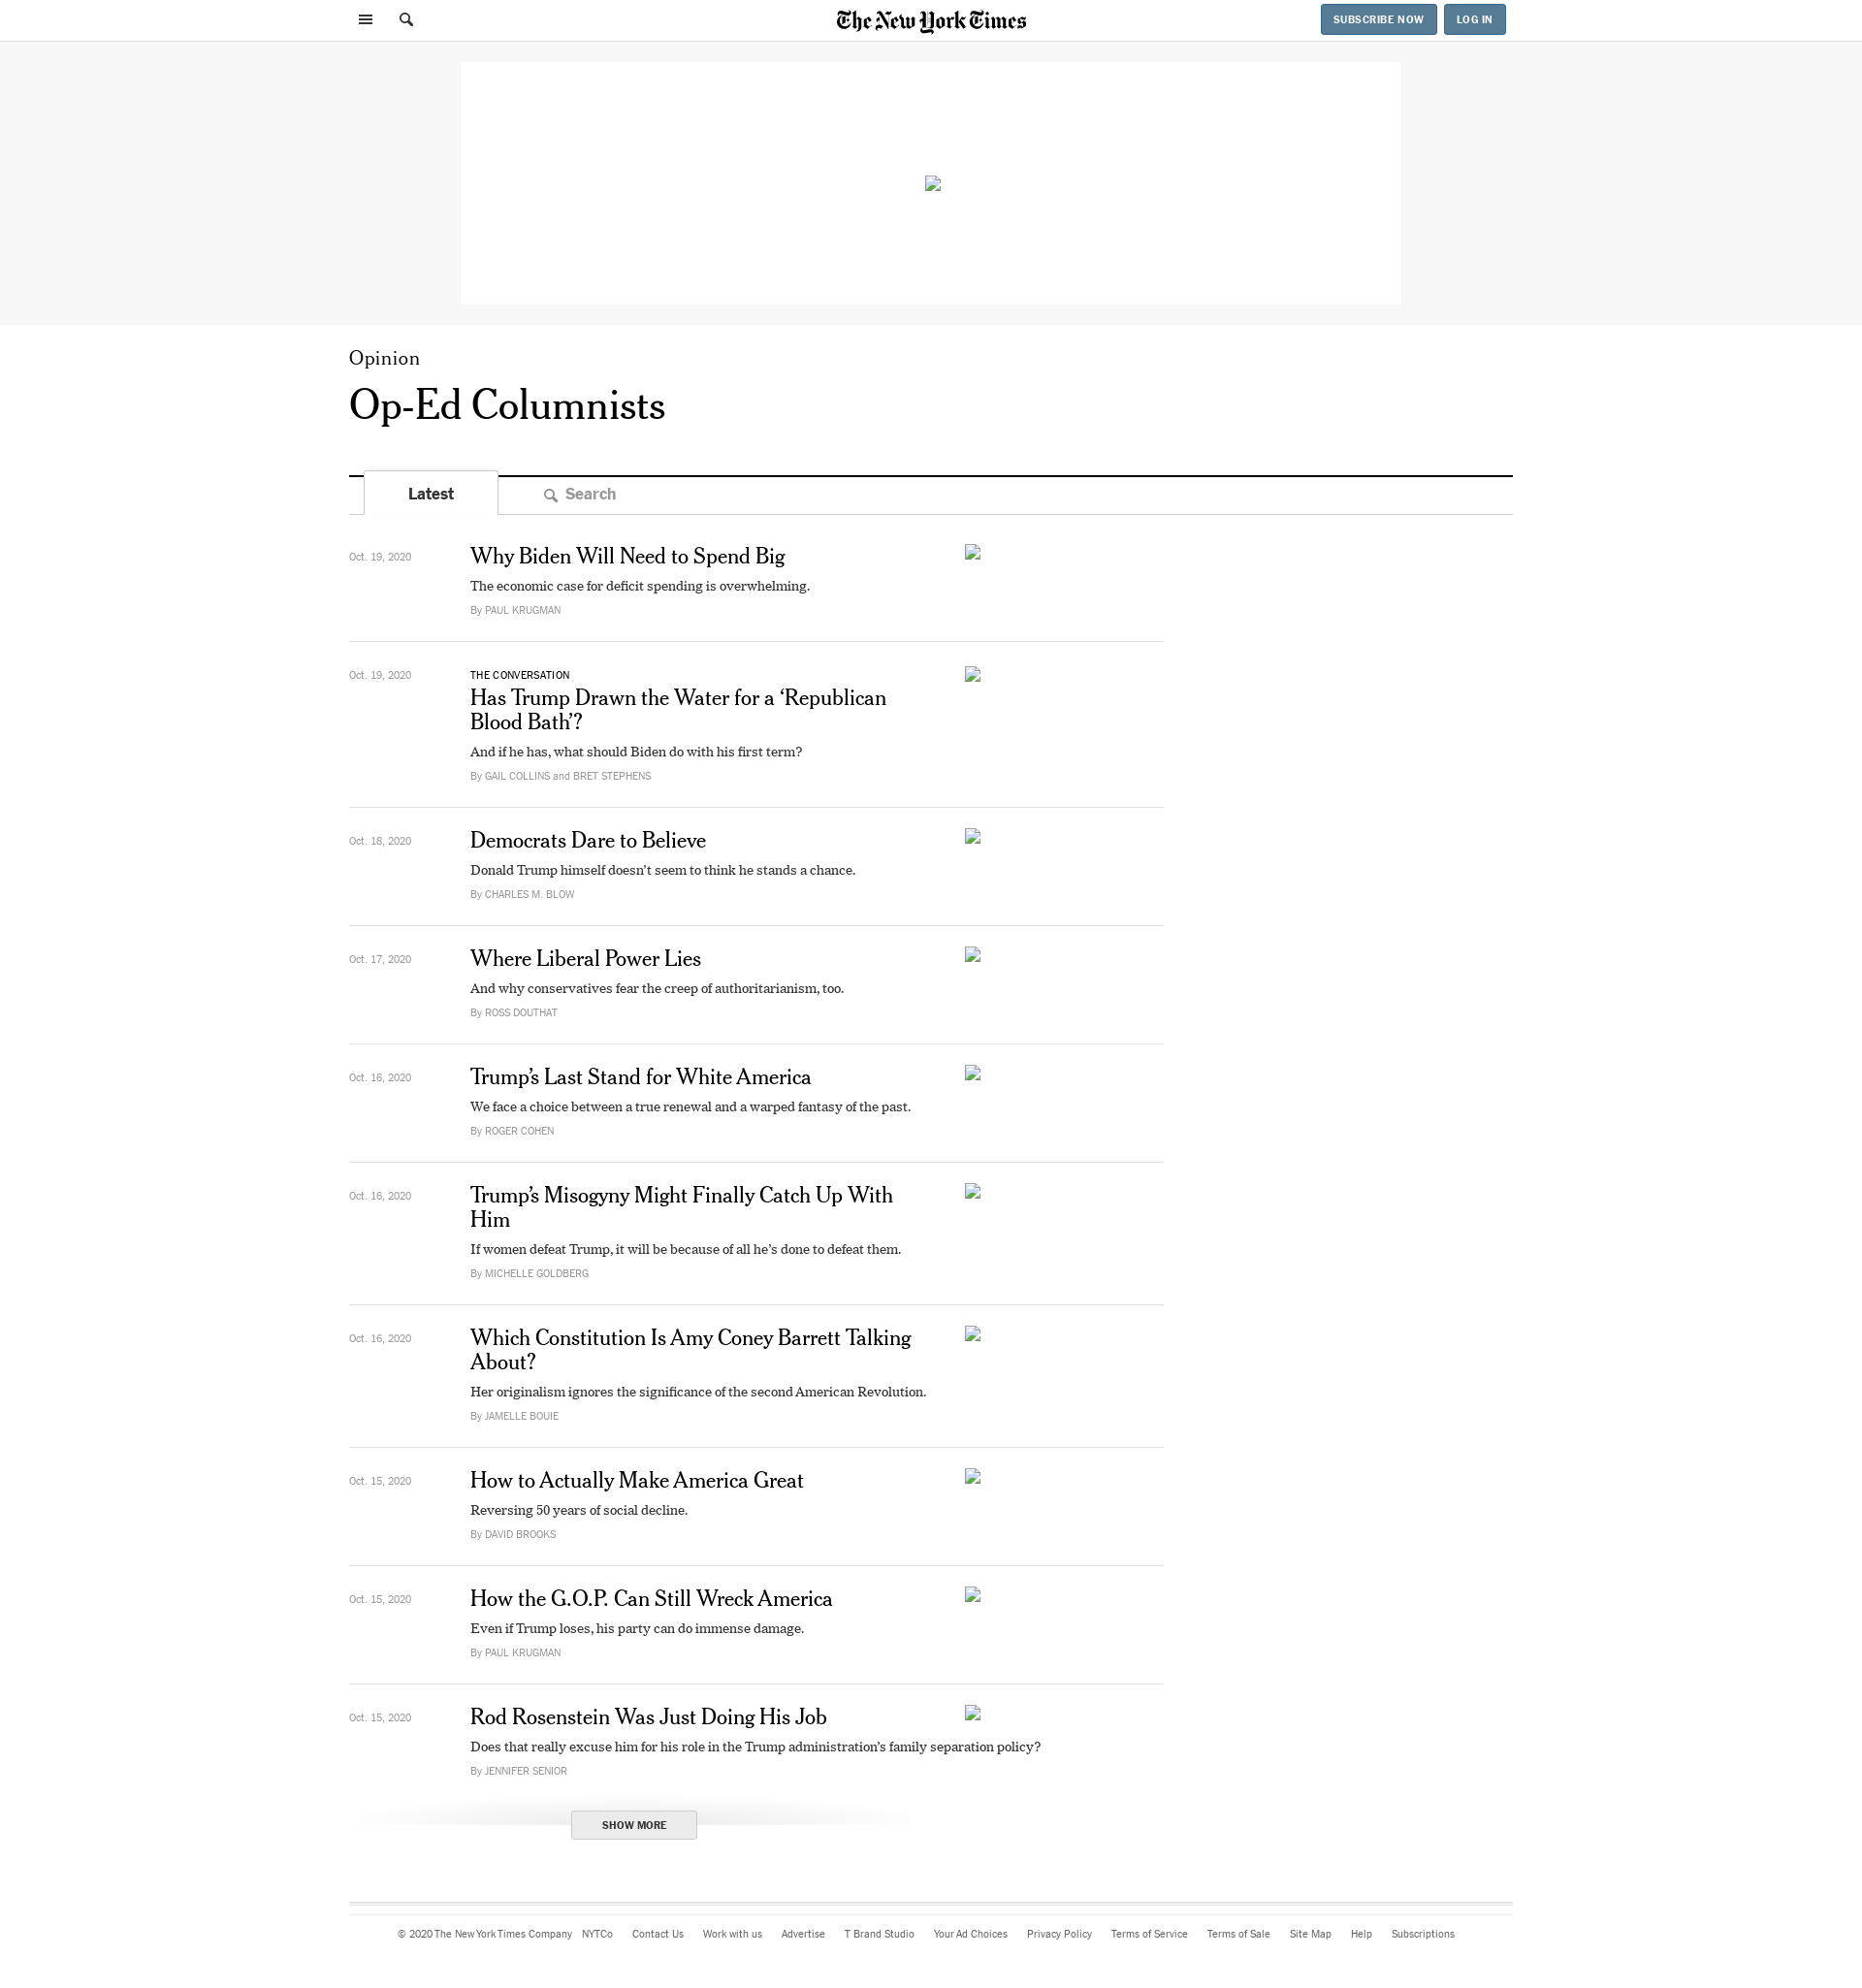 The New York Times
SUBSCRIBE NOW
LOG IN
Opinion
Op-Ed Columnists
Latest
Search
Oct. 19, 2020
Why Biden Will Need to Spend Big
The economic case for deficit spending is overwhelming.
By PAUL KRUGMAN
Oct. 19, 2020
THE CONVERSATION
Has Trump Drawn the Water for a ‘Republican
Blood Bath’?
And if he has, what should Biden do with his first term?
By GAIL COLLINS and BRET STEPHENS
Oct. 18, 2020
Democrats Dare to Believe
Donald Trump himself doesn’t seem to think he stands a chance.
By CHARLES M. BLOW
Oct. 17, 2020
Where Liberal Power Lies
And why conservatives fear the creep of authoritarianism, too.
By ROSS DOUTHAT
Oct. 16, 2020
Trump’s Last Stand for White America
We face a choice between a true renewal and a warped fantasy of the past.
By ROGER COHEN
Oct. 16, 2020
Trump’s Misogyny Might Finally Catch Up With
Him
If women defeat Trump, it will be because of all he’s done to defeat them.
By MICHELLE GOLDBERG
Oct. 16, 2020
Which Constitution Is Amy Coney Barrett Talking
About?
Her originalism ignores the significance of the second American Revolution.
By JAMELLE BOUIE
Oct. 15, 2020
How to Actually Make America Great
Reversing 50 years of social decline.
By DAVID BROOKS
Oct. 15, 2020
How the G.O.P. Can Still Wreck America
Even if Trump loses, his party can do immense damage.
By PAUL KRUGMAN
Oct. 15, 2020
Rod Rosenstein Was Just Doing His Job
Does that really excuse him for his role in the Trump administration’s family separation policy?
By JENNIFER SENIOR
SHOW MORE
© 2020 The New York Times Company NYTCo Contact Us Work with us Advertise T Brand Studio Your Ad Choices Privacy Policy Terms of Service Terms of Sale Site Map Help Subscriptions